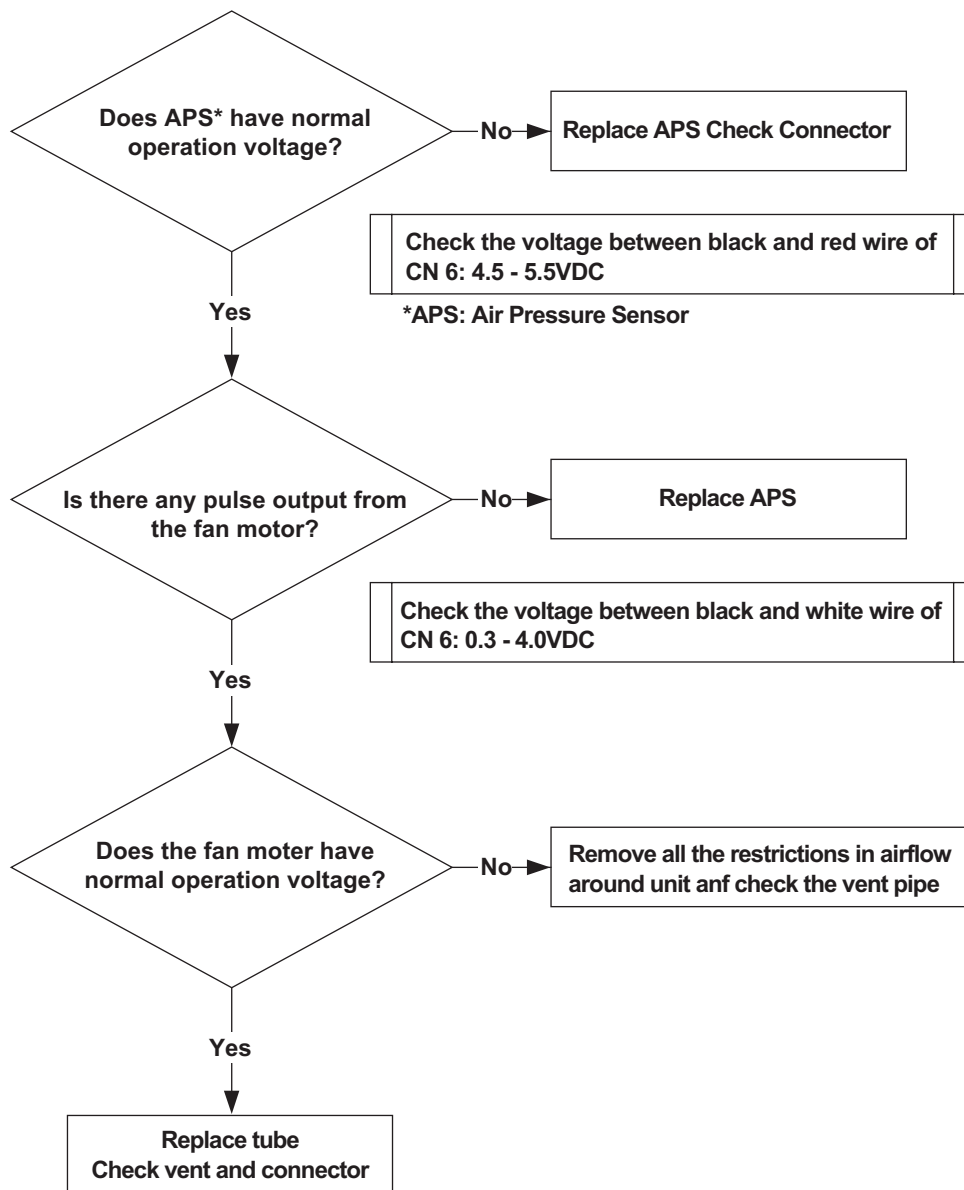 Does APS* have normal
operation voltage?
No
Replace APS Check Connector
Check the voltage between black and red wire of
CN 6: 4.5 - 5.5VDC
*APS: Air Pressure Sensor
Yes
Is there any pulse output from
the fan motor?
No
Replace APS
Check the voltage between black and white wire of
CN 6: 0.3 - 4.0VDC
Yes
Does the fan moter have
normal operation voltage?
No
Remove all the restrictions in airflow
around unit anf check the vent pipe
Yes
Replace tube
Check vent and connector